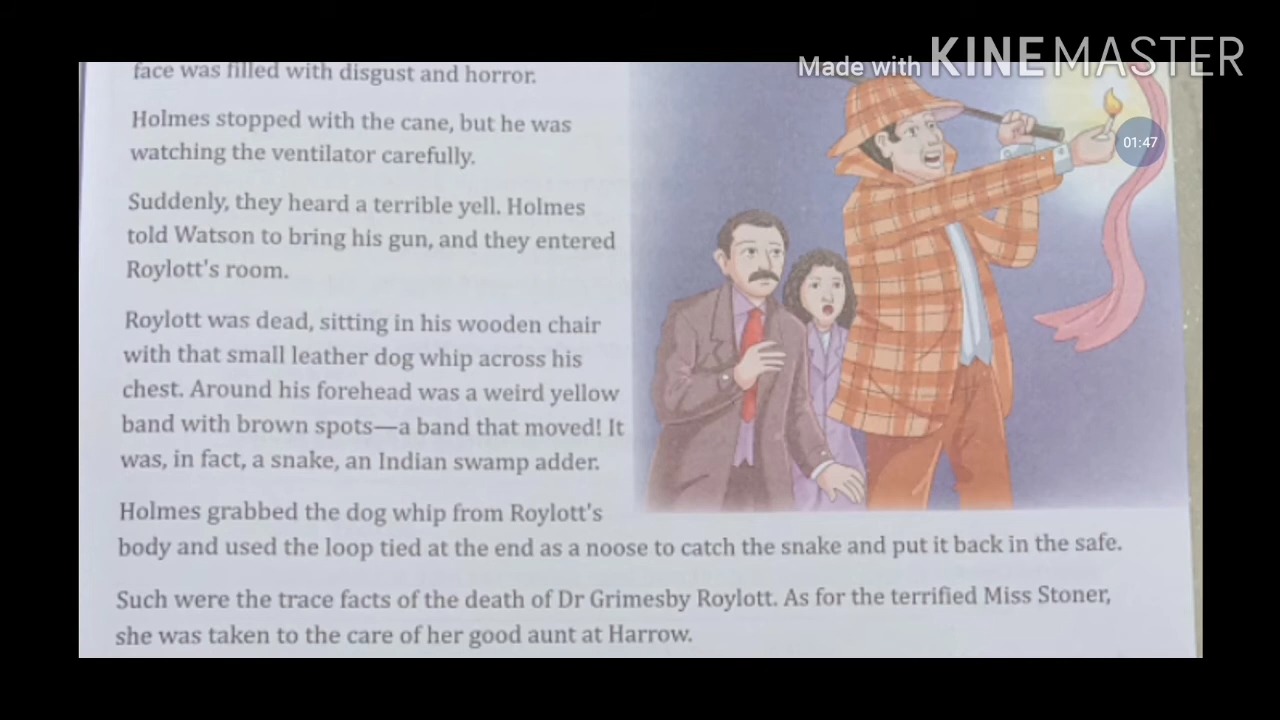 Made with KINEMASTER
face was filled with disgust and horror.
01:47
Holmes stopped with the cane, but he was
watching the ventilator carefully.
Suddenly, they heard a terrible yell. Holmes
told Watson to bring his gun, and they entered
Roylott's room.
Roylott was dead, sitting in his wooden chair
with that small leather dog whip across his
chest. Around his forehead was a weird yellow
band with brown spots—a band that moved! It
was, in fact, a snake, an Indian swamp adder.
Holmes grabbed the dog whip from Roylott's
body and used the loop tied at the end as a noose to catch the snake and put it back in the safe.
Such were the trace facts of the death of Dr Grimesby Roylott. As for the terrified Miss Stoner,
she was taken to the care of her good aunt at Harrow.